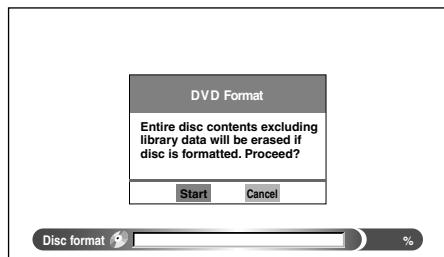 DVD Format
Entire disc contents excluding
library data will be erased if
disc is formatted. Proceed?
Start Cancel
Disc format %